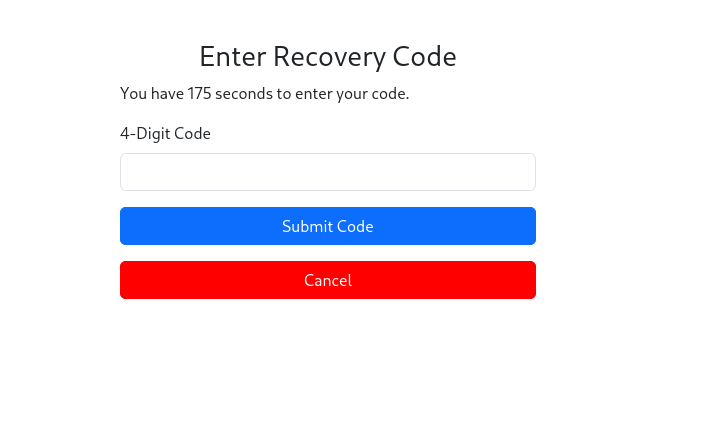 Enter Recovery Code
You have 175 seconds to enter your code.
4-Digit Code
Submit Code
Cancel